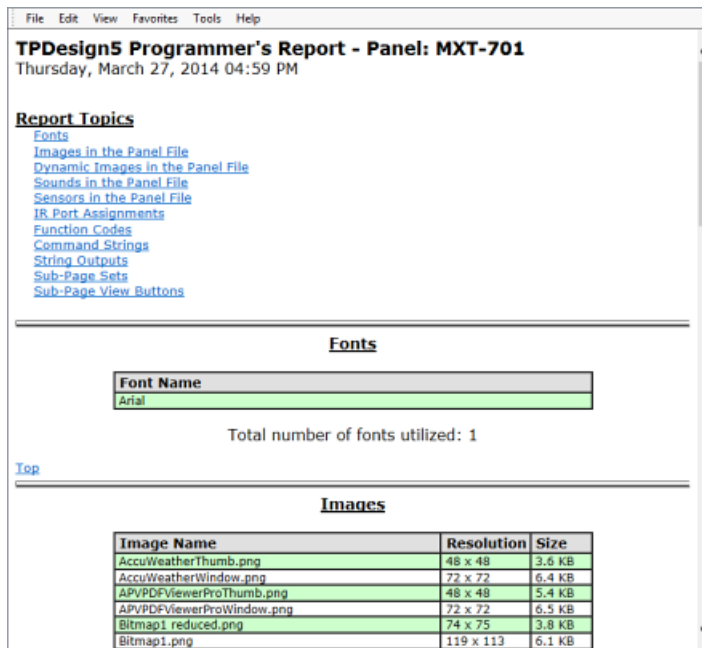 File Edit View Favorites Tools Help
TPDesign5 Programmer's Report - Panel: MXT-701
Thursday, March 27, 2014 04:59 PM
Report Topics
Fonts
Images in the Panel File
Dynamic Images in the Panel File
Sounds in the Panel File
Sensors in the Panel File
IR Port Assignments
Function Codes
Command Strings
String Outputs
Sub-Page Sets
Sub-Page View Buttons
Fonts
Font Name
Arial
Total number of fonts utilized: 1
Top
Images
Image Name Resolution Size
AccuWeatherThumb.png 48 x 48 3.6 KB
AccuWeatherWindow.png 72 x 72 6.4 KB
APVPDFViewerProThumb.png 48 x 48 5.4 KB
APVPDFViewerProWindow.png 72 x 72 6.5 KB
Bitmap1 reduced.png 74 x 75 3.8 KB
Bitmap1.png 119 x 113 6.1 KB